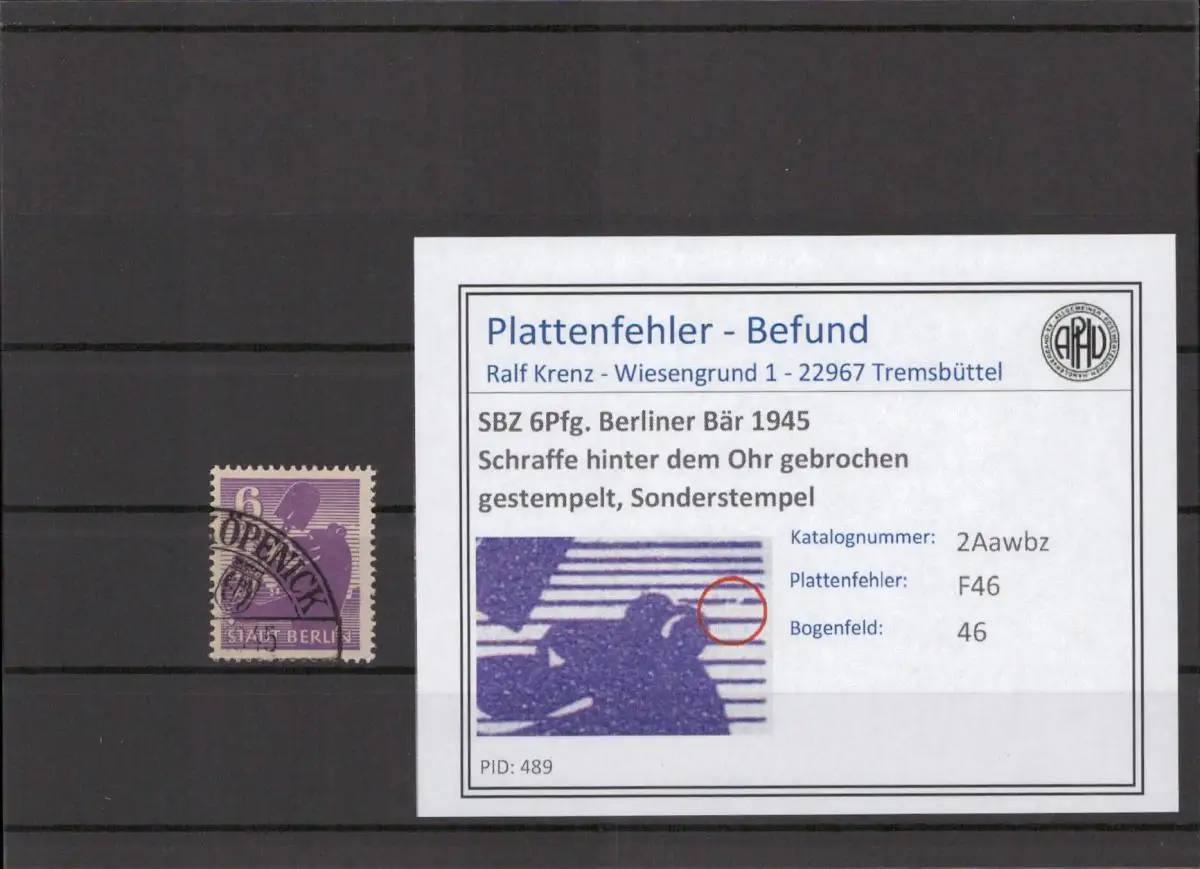 6
ÖPENICK
STADT BERLIN
45
Plattenfehler - Befund
Ralf Krenz - Wiesengrund 1 - 22967 Tremsbüttel
APHV
SBZ 6Pfg. Berliner Bär 1945
Schraffe hinter dem Ohr gebrochen
gestempelt, Sonderstempel
Katalognummer: 2Aawbz
Plattenfehler: F46
Bogenfeld: 46
PID: 489